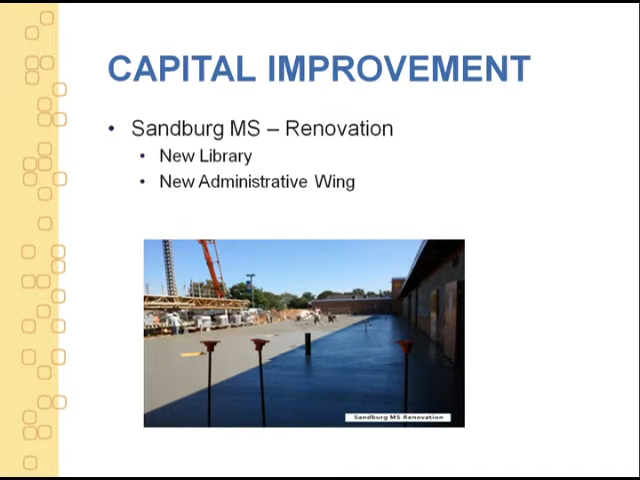 CAPITAL IMPROVEMENT
• Sandburg MS – Renovation
• New Library
• New Administrative Wing
Sandburg MS Renovation